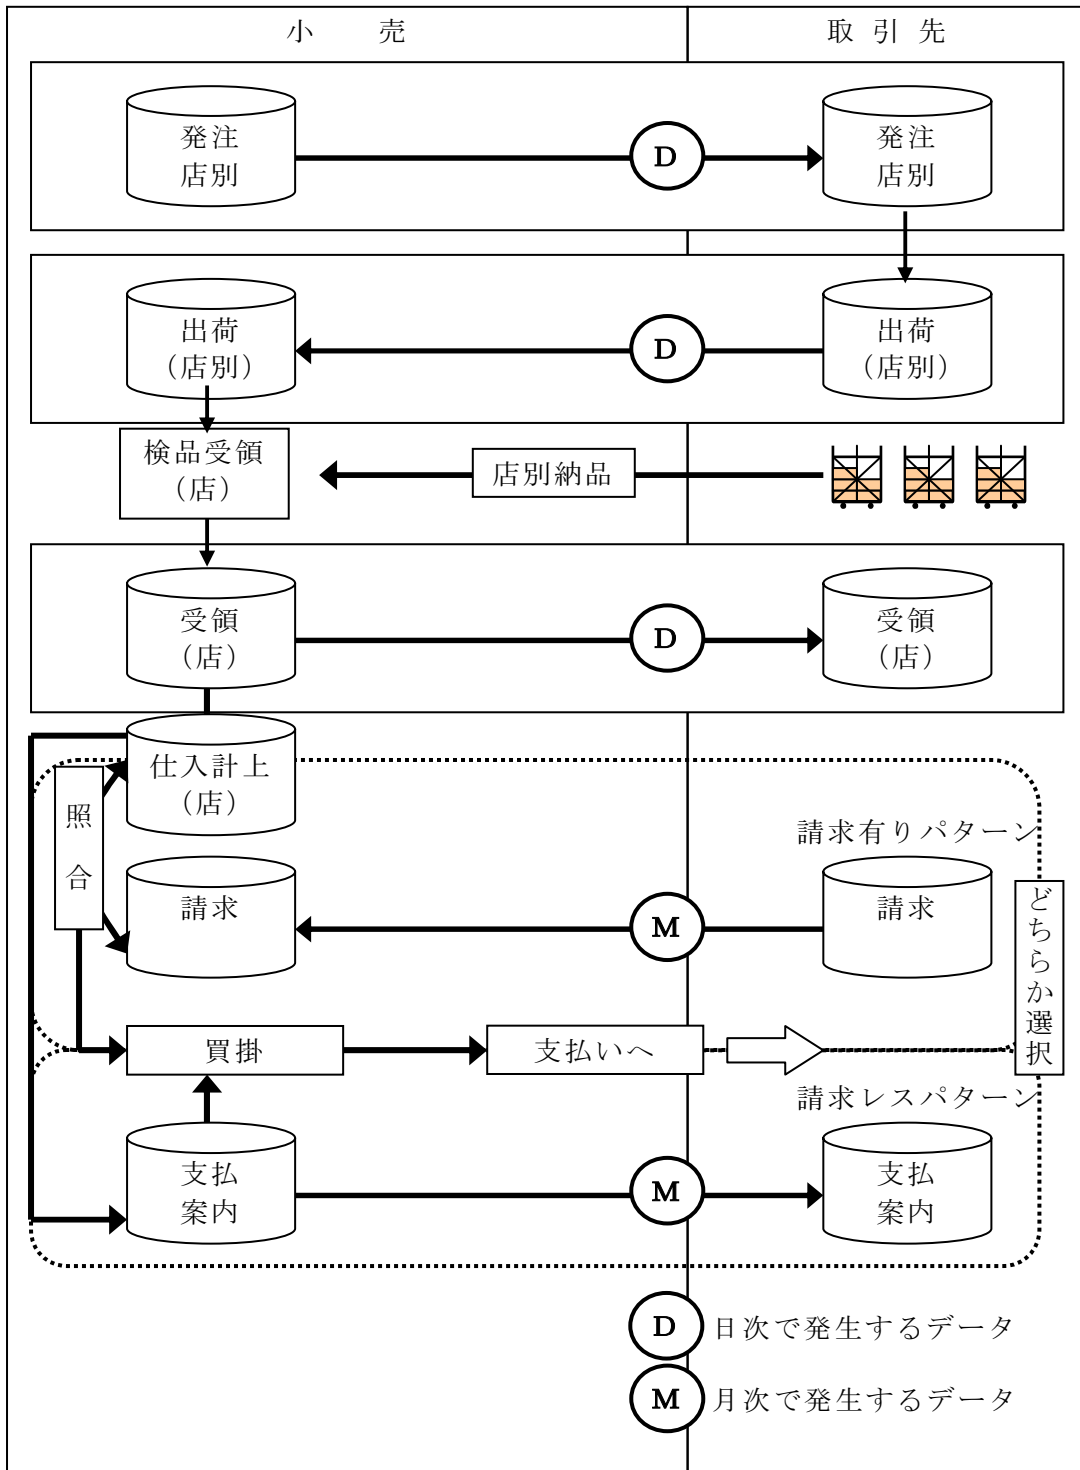 小　　売
取 引 先
発注
店別
D
発注
店別
出荷
（店別）
D
出荷
（店別）
検品受領
（店）
店別納品
受領
（店）
D
受領
（店）
仕入計上
（店）
照
合
請求有りパターン
請求
M
請求
どちらか選択
買掛
支払いへ
請求レスパターン
支払
案内
M
支払
案内
D 日次で発生するデータ
M 月次で発生するデータ